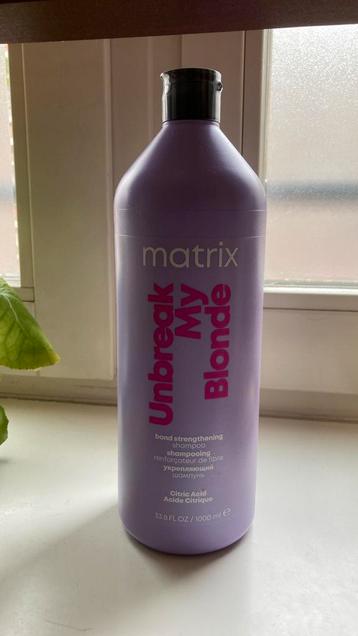 matrix
Unbreak
My
Blonde
bond strengthening
shampoo
shampooing
renforçateur de fibre
укрепляющий
шампунь
Citric Acid
Acide Citrique
33.8 FL OZ / 1000 ml e